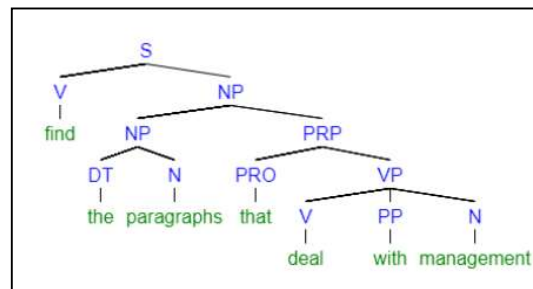 S
V NP
find
NP PRP
DT N PRO VP
the paragraphs that
V PP N
deal with management